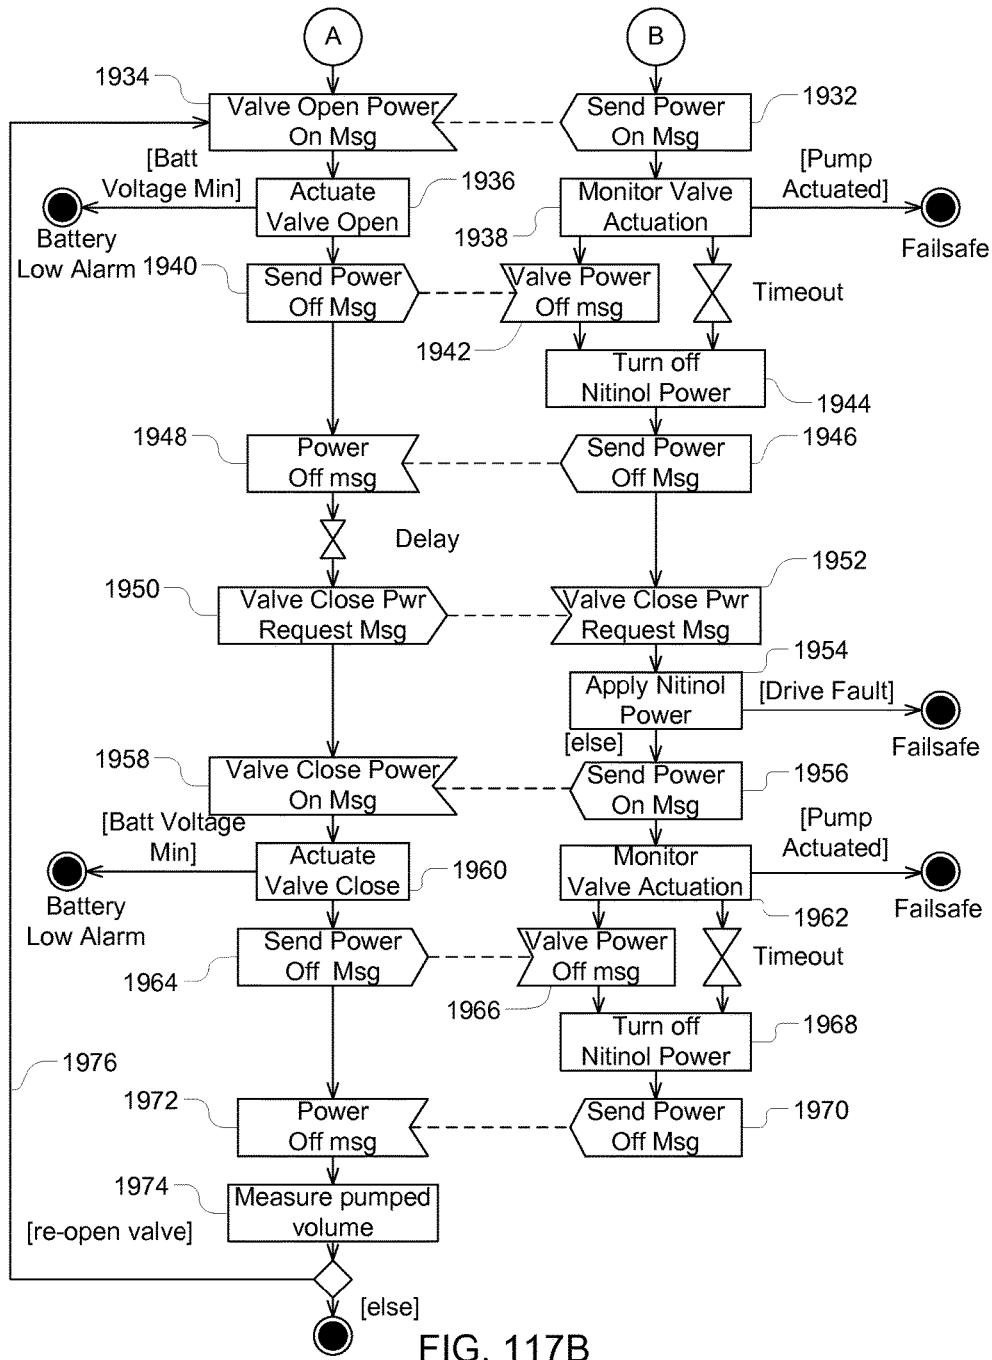 A
B
1934
Valve Open Power
On Msg
Send Power
On Msg
1932
[Batt
Voltage Min]
Actuate
Valve Open
1936
Monitor Valve
Actuation
1938
[Pump
Actuated]
Battery
Low Alarm
Failsafe
1940
Send Power
Off Msg
Valve Power
Off msg
Timeout
1942
Turn off
Nitinol Power
1944
1948
Power
Off msg
Send Power
Off Msg
1946
Delay
1950
Valve Close Pwr
Request Msg
Valve Close Pwr
Request Msg
1952
1954
Apply Nitinol
Power
[Drive Fault]
Failsafe
[else]
1958
Valve Close Power
On Msg
Send Power
On Msg
1956
[Batt Voltage
Min]
Actuate
Valve Close
1960
Monitor
Valve Actuation
[Pump
Actuated]
1962
Battery
Low Alarm
Failsafe
1964
Send Power
Off Msg
Valve Power
Off msg
Timeout
1966
Turn off
Nitinol Power
1968
1976
1972
Power
Off msg
Send Power
Off Msg
1970
1974
Measure pumped
volume
[re-open valve]
[else]
FIG. 117B